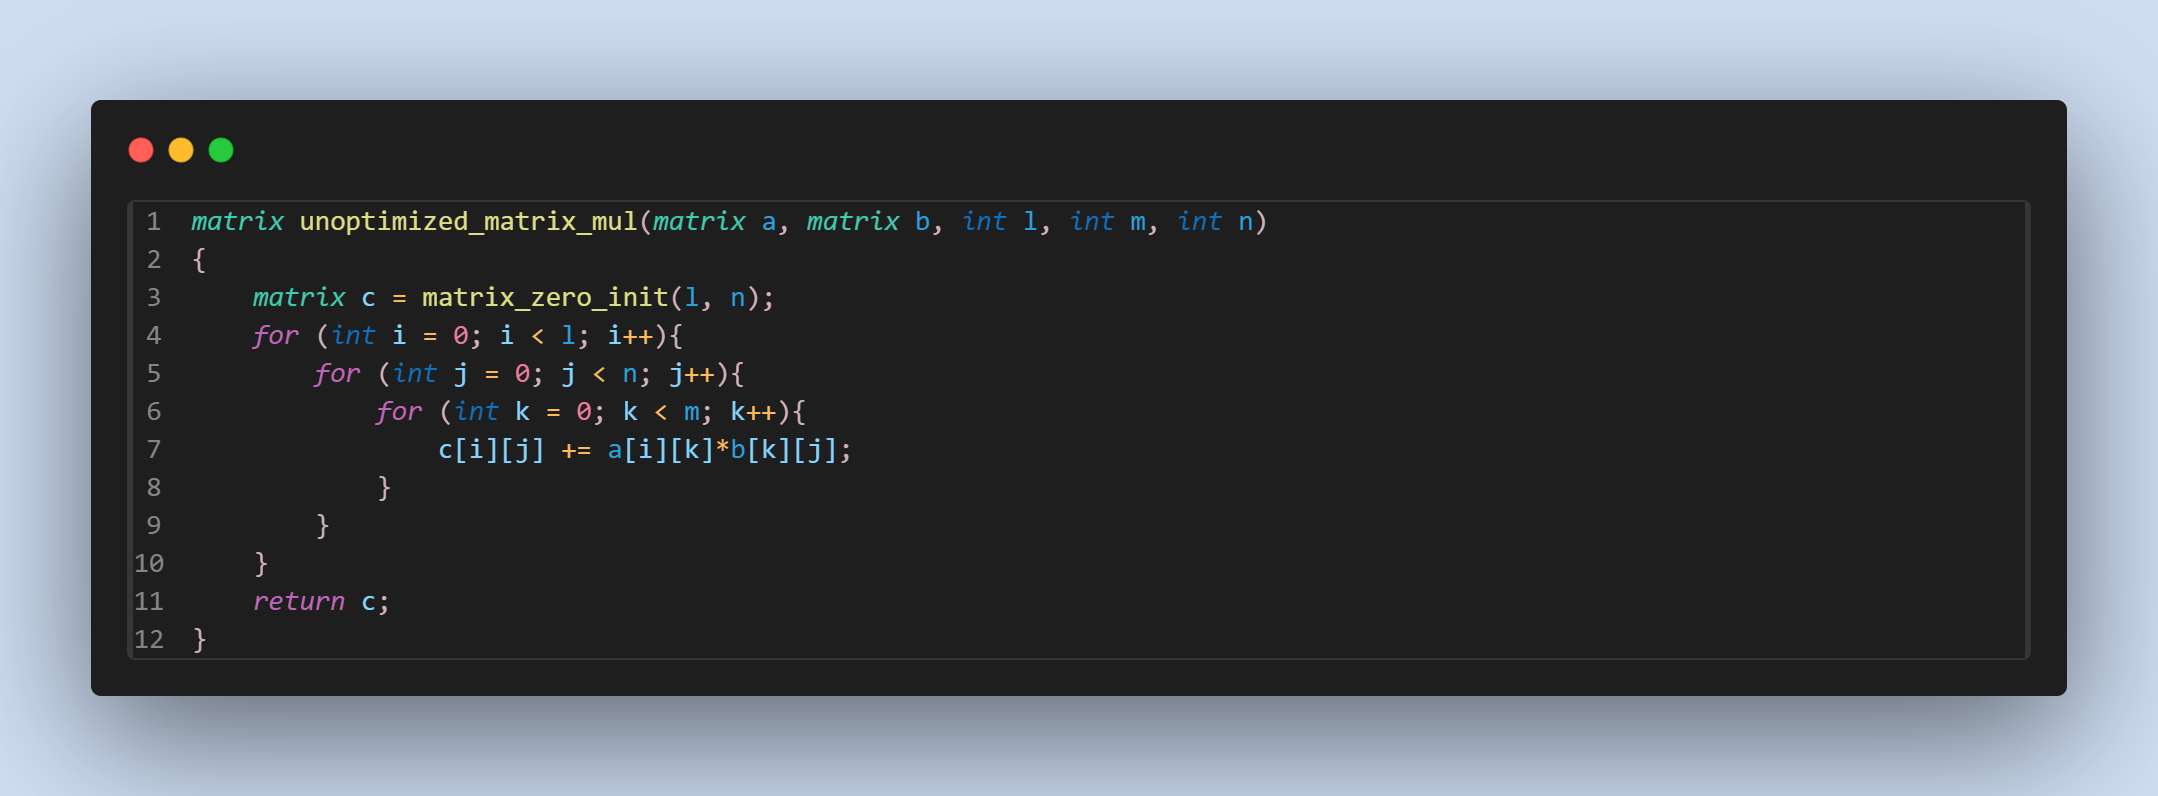 1 matrix unoptimized_matrix_mul(matrix a, matrix b, int l, int m, int n)
2 {
3     matrix c = matrix_zero_init(l, n);
4     for (int i = 0; i < l; i++){
5         for (int j = 0; j < n; j++){
6             for (int k = 0; k < m; k++){
7                 c[i][j] += a[i][k]*b[k][j];
8             }
9         }
10     }
11     return c;
12 }